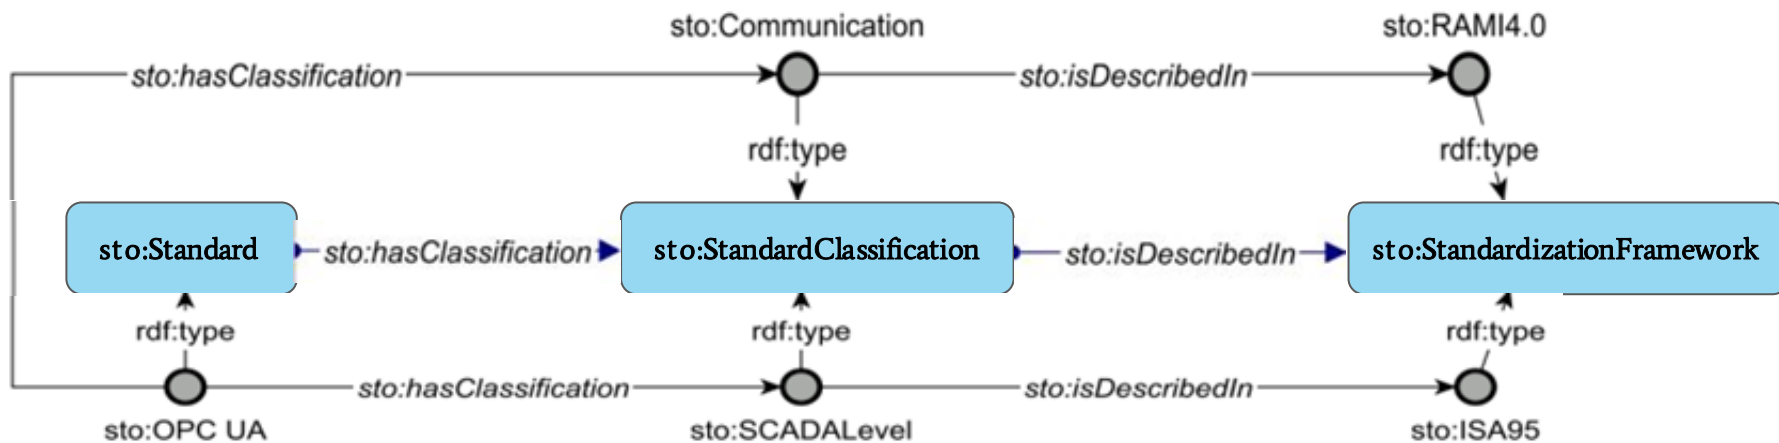 sto:Communication
sto:RAMI4.0
sto:hasClassification
sto:isDescribedIn
rdf:type
rdf:type
sto:Standard
sto:hasClassification
sto:StandardClassification
sto:isDescribedIn
sto:StandardizationFramework
rdf:type
rdf:type
rdf:type
sto:hasClassification
sto:isDescribedIn
sto:OPC UA
sto:SCADALevel
sto:ISA95